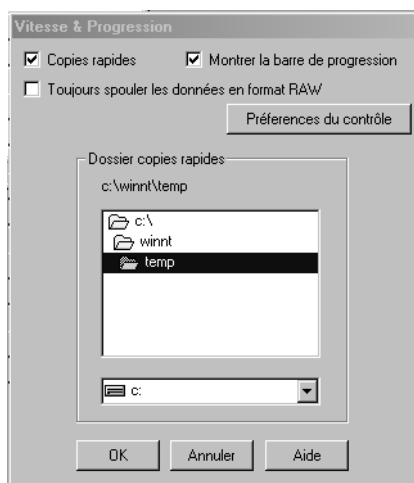 Vitesse & Progression
Copies rapides Montrer la barre de progression
Toujours spouler les données en format RAW
Préferences du contrôle
Dossier copies rapides
c:\winnt\temp
c:\
winnt
temp
c:
OK Annuler Aide